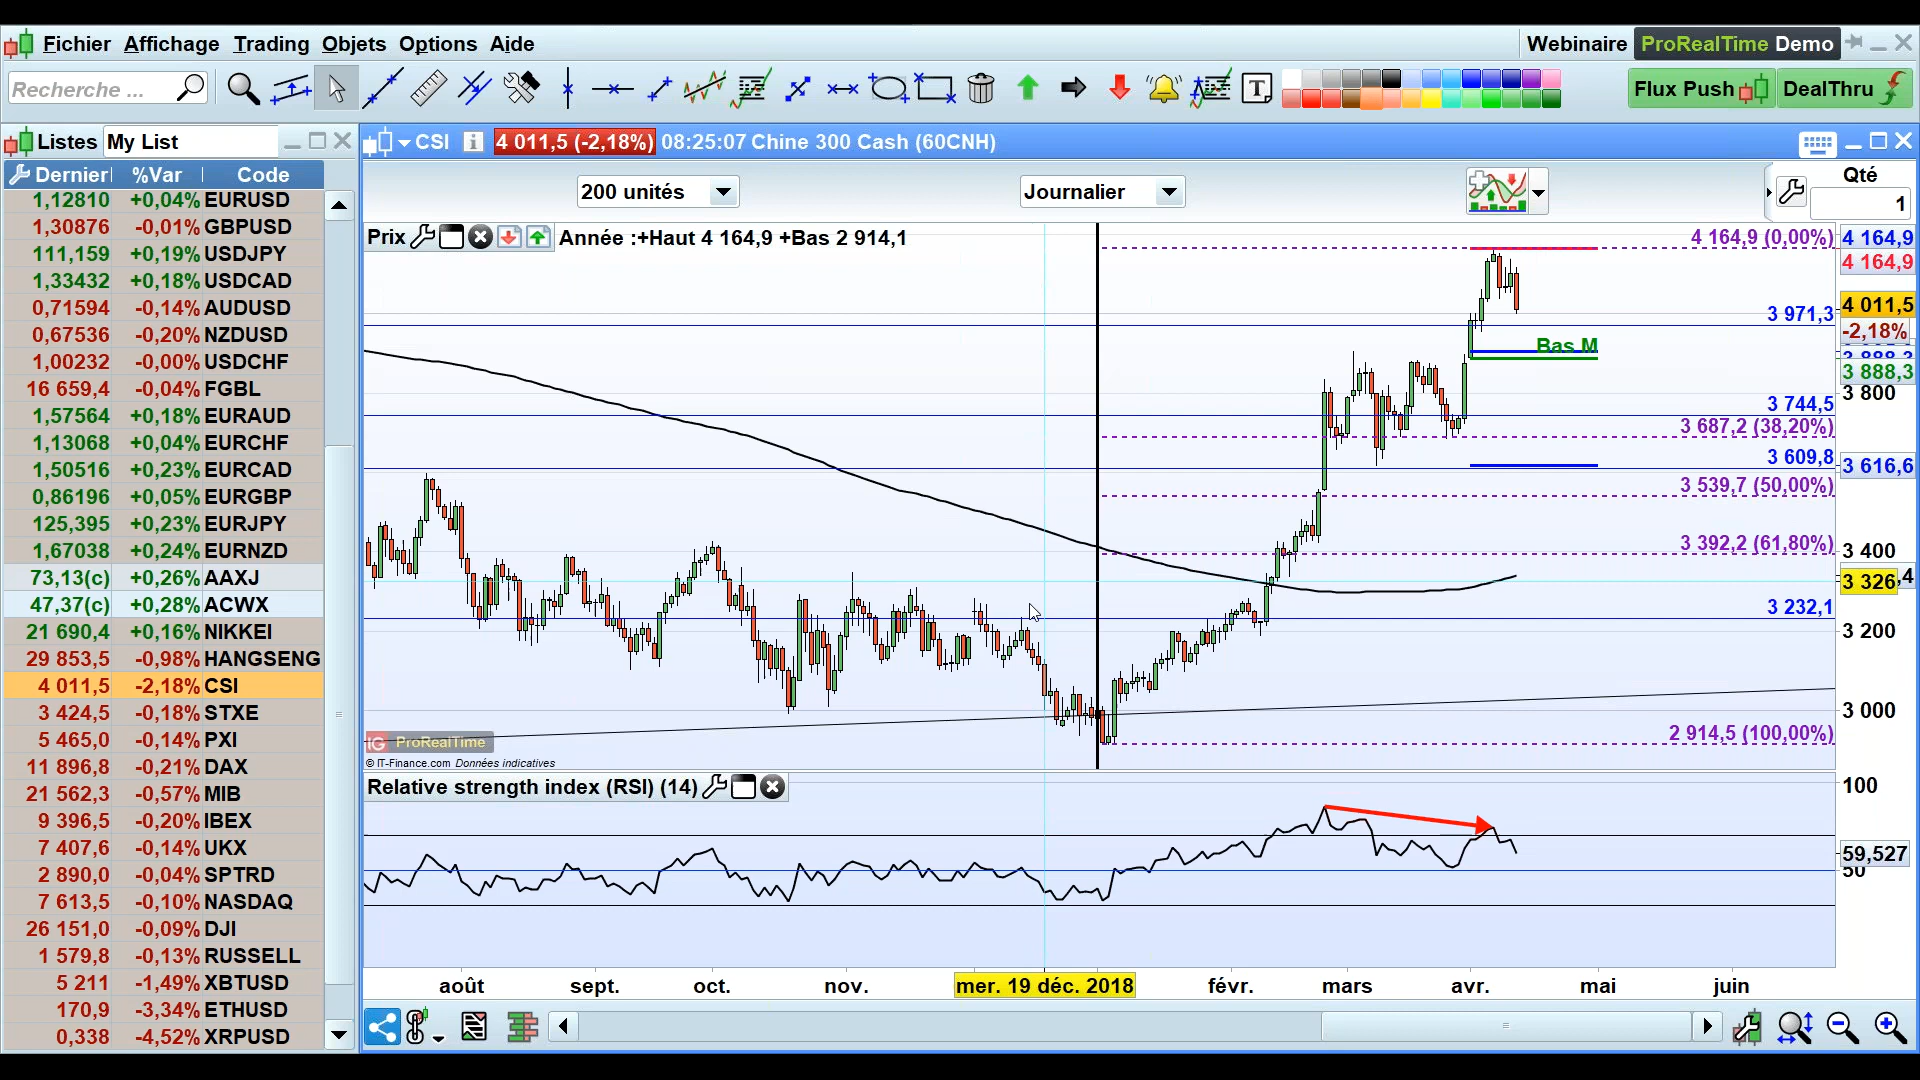 Fichier Affichage Trading Objets Options Aide
Webinaire ProRealTime Demo
Recherche ...
T
Flux Push DealThru
Listes My List
CSI i 4 011,5 (-2,18%) 08:25:07 Chine 300 Cash (60CNH)
Dernier %Var Code
1,12810 +0,04% EURUSD
1,30876 -0,01% GBPUSD
111,159 +0,19% USDJPY
1,33432 +0,18% USDCAD
0,71594 -0,14% AUDUSD
0,67536 -0,20% NZDUSD
1,00232 -0,00% USDCHF
16 659,4 -0,04% FGBL
1,57564 +0,18% EURAUD
1,13068 +0,04% EURCHF
1,50516 +0,23% EURCAD
0,86196 +0,05% EURGBP
125,395 +0,23% EURJPY
1,67038 +0,24% EURNZD
73,13(c) +0,26% AAXJ
47,37(c) +0,28% ACWX
21 690,4 +0,16% NIKKEI
29 853,5 -0,98% HANGSENG
4 011,5 -2,18% CSI
3 424,5 -0,18% STXE
5 465,0 -0,14% PXI
11 896,8 -0,21% DAX
21 562,3 -0,57% MIB
9 396,5 -0,20% IBEX
7 407,6 -0,14% UKX
2 890,0 -0,04% SPTRD
7 613,5 -0,10% NASDAQ
26 151,0 -0,09% DJI
1 579,8 -0,13% RUSSELL
5 211 -1,49% XBTUSD
170,9 -3,34% ETHUSD
0,338 -4,52% XRPUSD
200 unités
Journalier
Qté
1
Prix Année :+Haut 4 164,9 +Bas 2 914,1
4 164,9 (0,00%)
3 971,3
Bas M
3 744,5
3 687,2 (38,20%)
3 609,8
3 539,7 (50,00%)
3 392,2 (61,80%)
3 232,1
2 914,5 (100,00%)
4 164,9
4 164,9
4 011,5
-2,18%
3 888,3
3 800
3 616,6
3 400
3 326,4
3 200
3 000
IG ProRealTime
© IT-Finance.com Données indicatives
Relative strength index (RSI) (14)
100
59,527
50
août sept. oct. nov. mer. 19 déc. 2018 févr. mars avr. mai juin